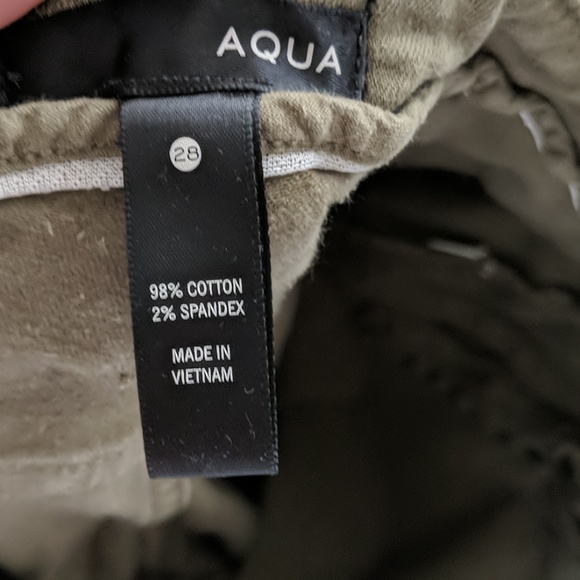 AQUA
28
98% COTTON
2% SPANDEX
MADE IN
VIETNAM